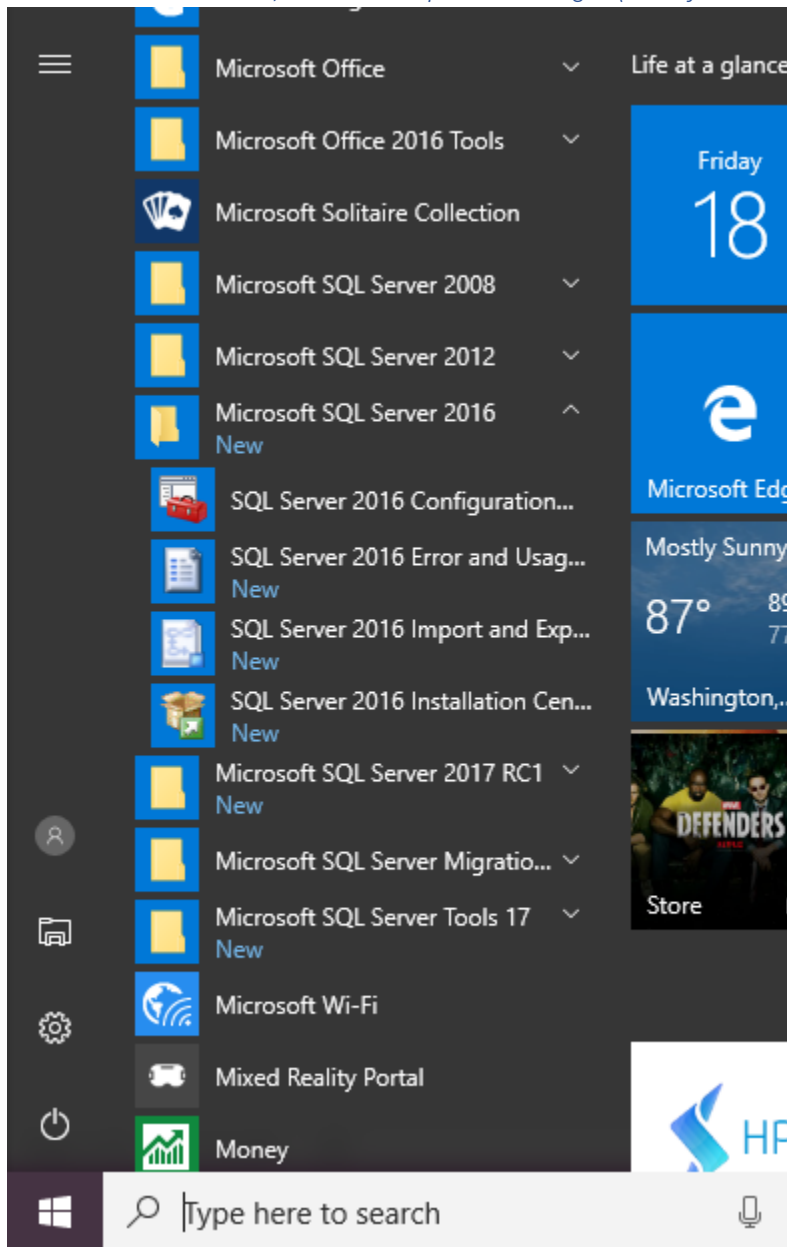 Microsoft Office
Microsoft Office 2016 Tools
Microsoft Solitaire Collection
Microsoft SQL Server 2008
Microsoft SQL Server 2012
Microsoft SQL Server 2016
New
SQL Server 2016 Configuration...
SQL Server 2016 Error and Usag...
New
SQL Server 2016 Import and Exp...
New
SQL Server 2016 Installation Cen...
New
Microsoft SQL Server 2017 RC1
New
Microsoft SQL Server Migratio...
Microsoft SQL Server Tools 17
New
Microsoft Wi-Fi
Mixed Reality Portal
Money
Life at a glance
Friday
18
Microsoft Edg
Mostly Sunny
87° 89
77
Washington,..
MARVEL
DEFENDERS
Store
HP
Type here to search